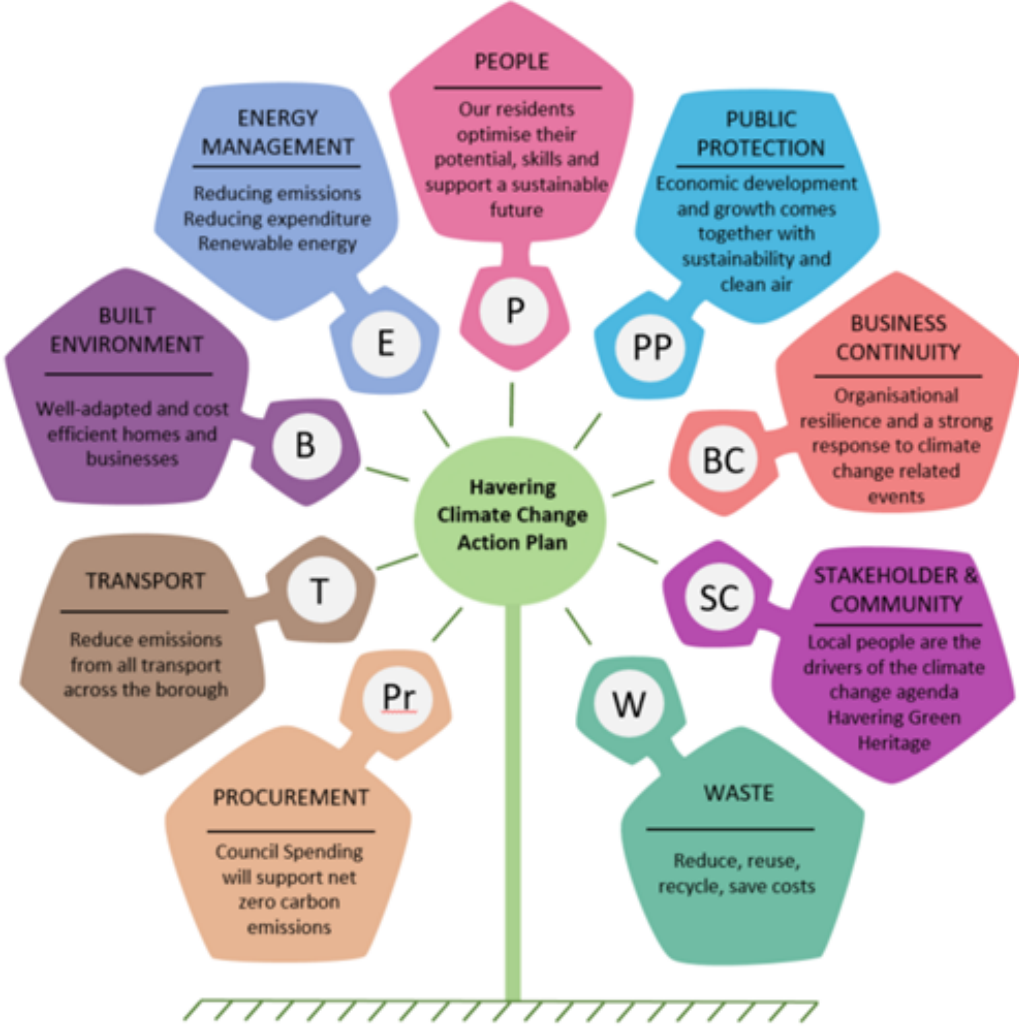 PEOPLE
Our residents
optimise their
potential, skills and
support a sustainable
future
P
PUBLIC
PROTECTION
Economic development
and growth comes
together with
sustainability and
clean air
PP
BUSINESS
CONTINUITY
Organisational
resilience and a strong
response to climate
change related
events
BC
STAKEHOLDER &
COMMUNITY
Local people are the
drivers of the climate
change agenda
Havering Green
Heritage
SC
WASTE
Reduce, reuse,
recycle, save costs
W
PROCUREMENT
Council Spending
will support net
zero carbon
emissions
Pr
TRANSPORT
Reduce emissions
from all transport
across the borough
T
BUILT
ENVIRONMENT
Well-adapted and cost
efficient homes and
businesses
B
ENERGY
MANAGEMENT
Reducing emissions
Reducing expenditure
Renewable energy
E
Havering
Climate Change
Action Plan